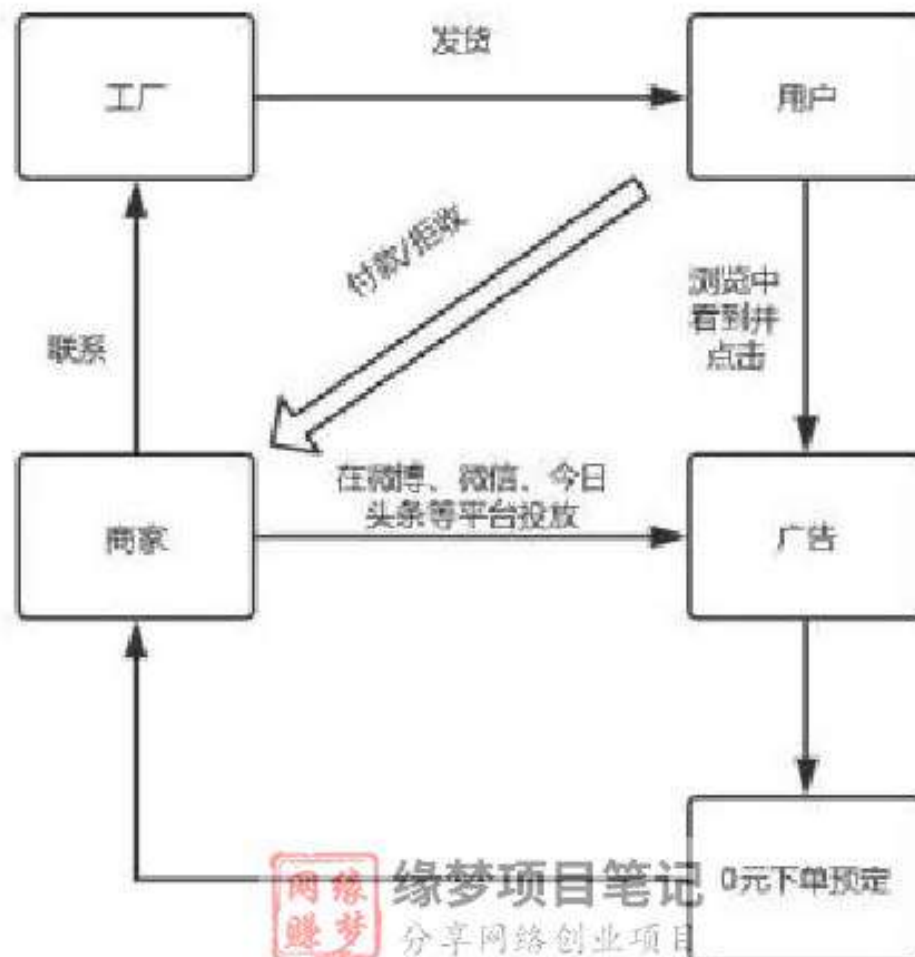 发货
工厂
用户
付款/拒收
浏览中
看到并
点击
联系
在微博、微信、今日
头条等平台投放
商家
广告
0元下单预定
缘梦项目笔记
分享网络创业项目
网缘
赚梦